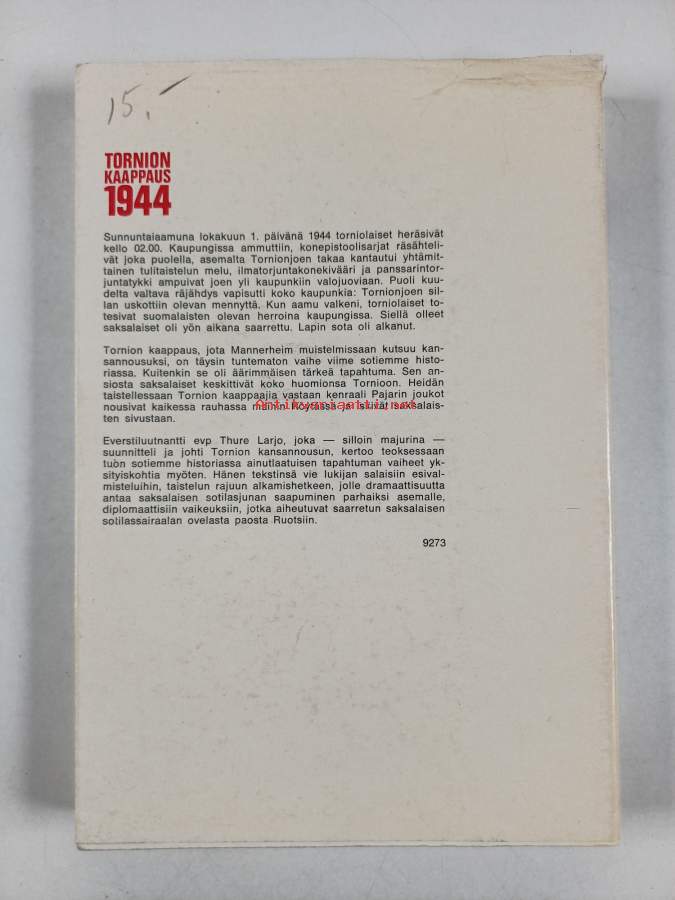 15.–
TORNION
KAAPPAUS
1944
Sunnuntaiaamuna lokakuun 1. päivänä 1944 torniolaiset heräsivät
kello 02.00. Kaupungissa ammuttiin, konepistoolisarjat räsähteli-
vät joka puolella, asemalta Tornionjoen takaa kantautui yhtämit-
tainen tulitaistelun melu, ilmatorjuntakonekivääri ja panssarintor-
juntatykki ampuivat joen yli kaupunkiin valojuoviaan. Puoli kuu-
delta valtava räjähdys vapisutti koko kaupunkia: Tornionjoen sil-
lan uskottiin olevan mennyttä. Kun aamu valkeni, torniolaiset to-
tesivat suomalaisten olevan herroina kaupungissa. Siellä olleet
saksalaiset oli yön aikana saarrettu. Lapin sota oli alkanut.
Tornion kaappaus, jota Mannerheim muistelmissaan kutsuu kan-
sannousuksi, on täysin tuntematon vaihe viime sotiemme histo-
riassa. Kuitenkin se oli äärimmäisen tärkeä tapahtuma. Sen an-
siosta saksalaiset keskittivät koko huomionsa Tornioon. Heidän
taistellessaan Tornion kaappaajia vastaan kenraali Pajarin joukot
nousivat kaikessa rauhassa maihin Röytässä ja iskivät saksalais-
ten sivustaan.
Antikvariaatti.net
Everstiluutnantti evp Thure Larjo, joka — silloin majurina —
suunnitteli ja johti Tornion kansannousun, kertoo teoksessaan
tuon sotiemme historiassa ainutlaatuisen tapahtuman vaiheet yk-
sityiskohtia myöten. Hänen tekstinsä vie lukijan salaisiin esival-
misteluihin, taistelun rajuun alkamishetkeen, jolle dramaattisuutta
antaa saksalaisen sotilasjunan saapuminen parhaiksi asemalle,
diplomaattisiin vaikeuksiin, jotka aiheutuvat saarretun saksalaisen
sotilassairaalan ovelasta paosta Ruotsiin.
9273